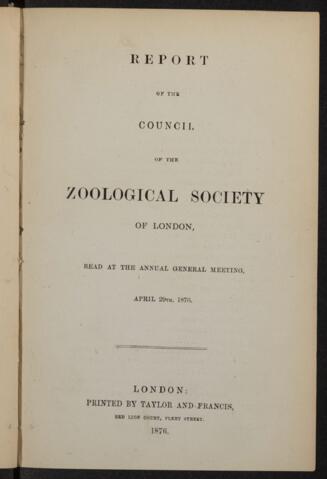 REPORT
OF THE
COUNCIL
OF THE
ZOOLOGICAL SOCIETY
OF LONDON,
READ AT THE ANNUAL GENERAL MEETING,
APRIL 29TH, 1876.
LONDON:
PRINTED BY TAYLOR AND FRANCIS,
RED LION COURT, FLEET STREET.
1876.